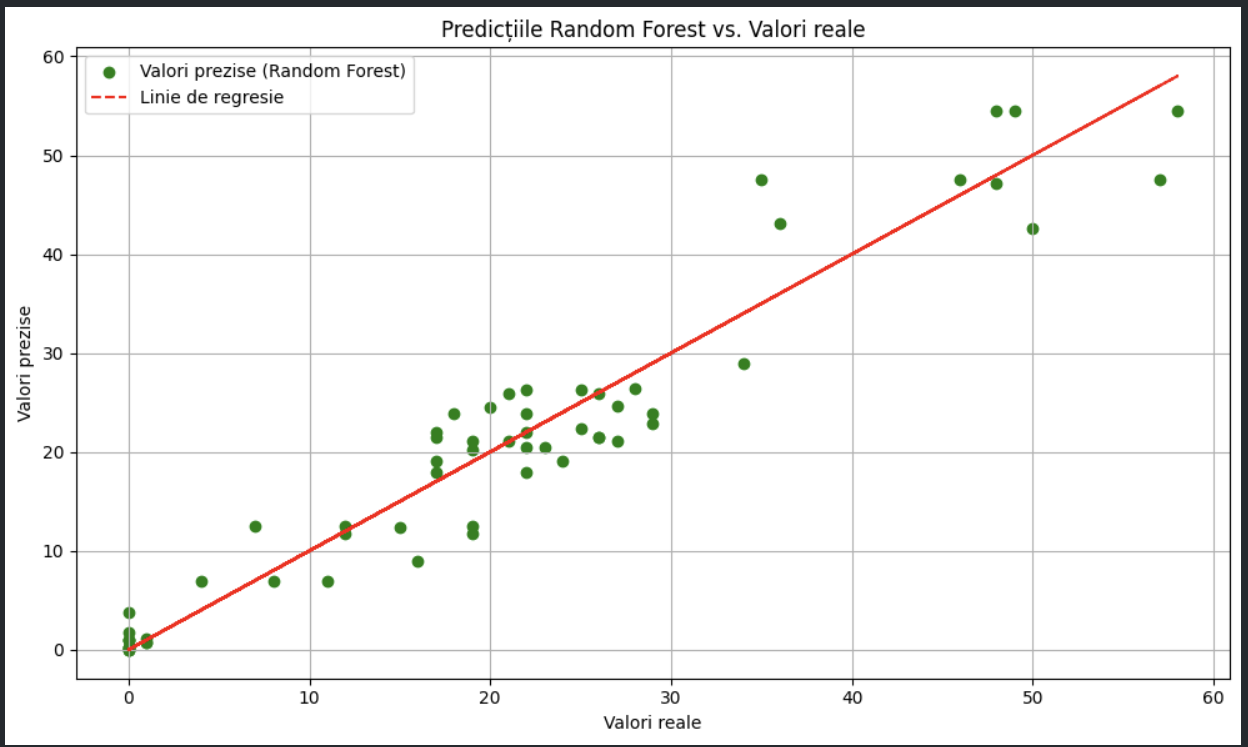 Predicțiile Random Forest vs. Valori reale
Valori prezise (Random Forest)
Linie de regresie
60
50
40
30
20
10
0
Valori prezise
0 10 20 30 40 50 60
Valori reale